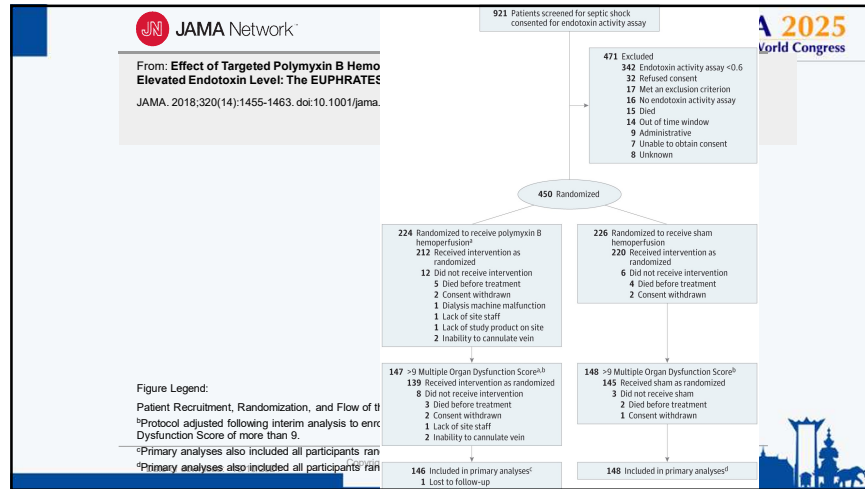 JN JAMA Network
A 2025
World Congress
From: Effect of Targeted Polymyxin B Hemo
Elevated Endotoxin Level: The EUPHRATES
JAMA. 2018;320(14):1455-1463. doi:10.1001/jama.
921 Patients screened for septic shock
consented for endotoxin activity assay
471 Excluded
342 Endotoxin activity assay <0.6
32 Refused consent
17 Met an exclusion criterion
16 No endotoxin activity assay
15 Died
14 Out of time window
9 Administrative
7 Unable to obtain consent
8 Unknown
450 Randomized
224 Randomized to receive polymyxin B
hemoperfusionᵃ
212 Received intervention as
randomized
12 Did not receive intervention
5 Died before treatment
2 Consent withdrawn
1 Dialysis machine malfunction
1 Lack of site staff
1 Lack of study product on site
2 Inability to cannulate vein
226 Randomized to receive sham
hemoperfusion
220 Received intervention as
randomized
6 Did not receive intervention
4 Died before treatment
2 Consent withdrawn
147 >9 Multiple Organ Dysfunction Scoreᵃ,ᵇ
139 Received intervention as randomized
8 Did not receive intervention
3 Died before treatment
2 Consent withdrawn
1 Lack of site staff
2 Inability to cannulate vein
148 >9 Multiple Organ Dysfunction Scoreᵇ
145 Received sham as randomized
3 Did not receive sham
2 Died before treatment
1 Consent withdrawn
146 Included in primary analysesᶜ
1 Lost to follow-up
148 Included in primary analysesᵈ
Figure Legend:
Patient Recruitment, Randomization, and Flow of th
ᵇProtocol adjusted following interim analysis to enro
Dysfunction Score of more than 9.
ᶜPrimary analyses also included all participants ran
ᵈPrimary analyses also included all participants ran